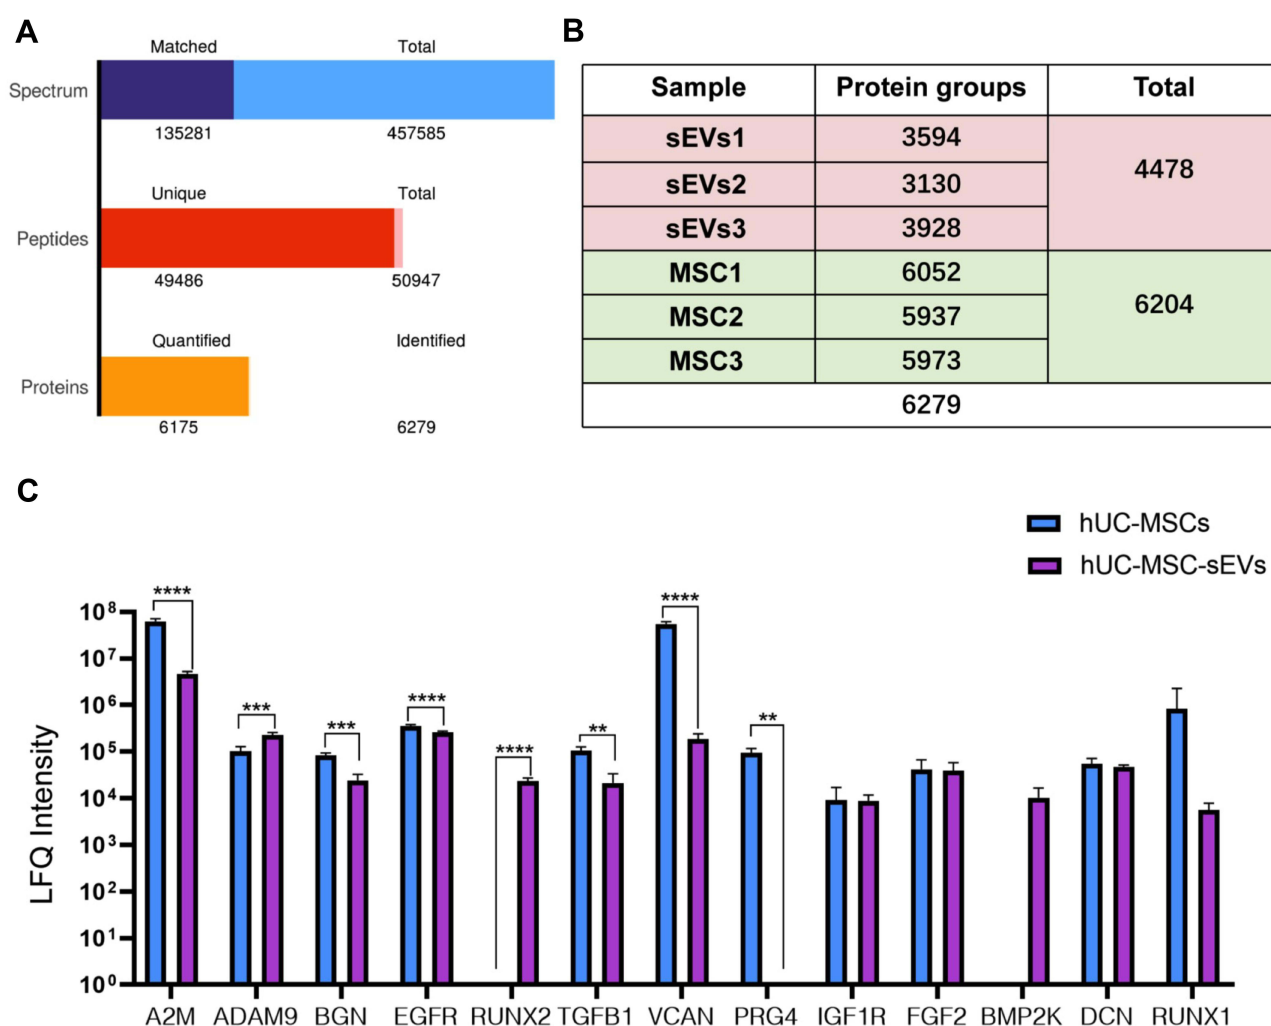 A
Matched Total
Spectrum
135281 457585
Unique Total
Peptides
49486 50947
Quantified Identified
Proteins
6175 6279
B
Sample Protein groups Total
sEVs1 3594
sEVs2 3130
4478
sEVs3 3928
MSC1 6052
MSC2 5937
6204
MSC3 5973
6279
C
hUC-MSCs
hUC-MSC-sEVs
LFQ Intensity
10⁸
10⁷
10⁶
10⁵
10⁴
10³
10²
10¹
10⁰
****
***
***
****
****
**
****
**
A2M ADAM9 BGN EGFR RUNX2 TGFB1 VCAN PRG4 IGF1R FGF2 BMP2K DCN RUNX1